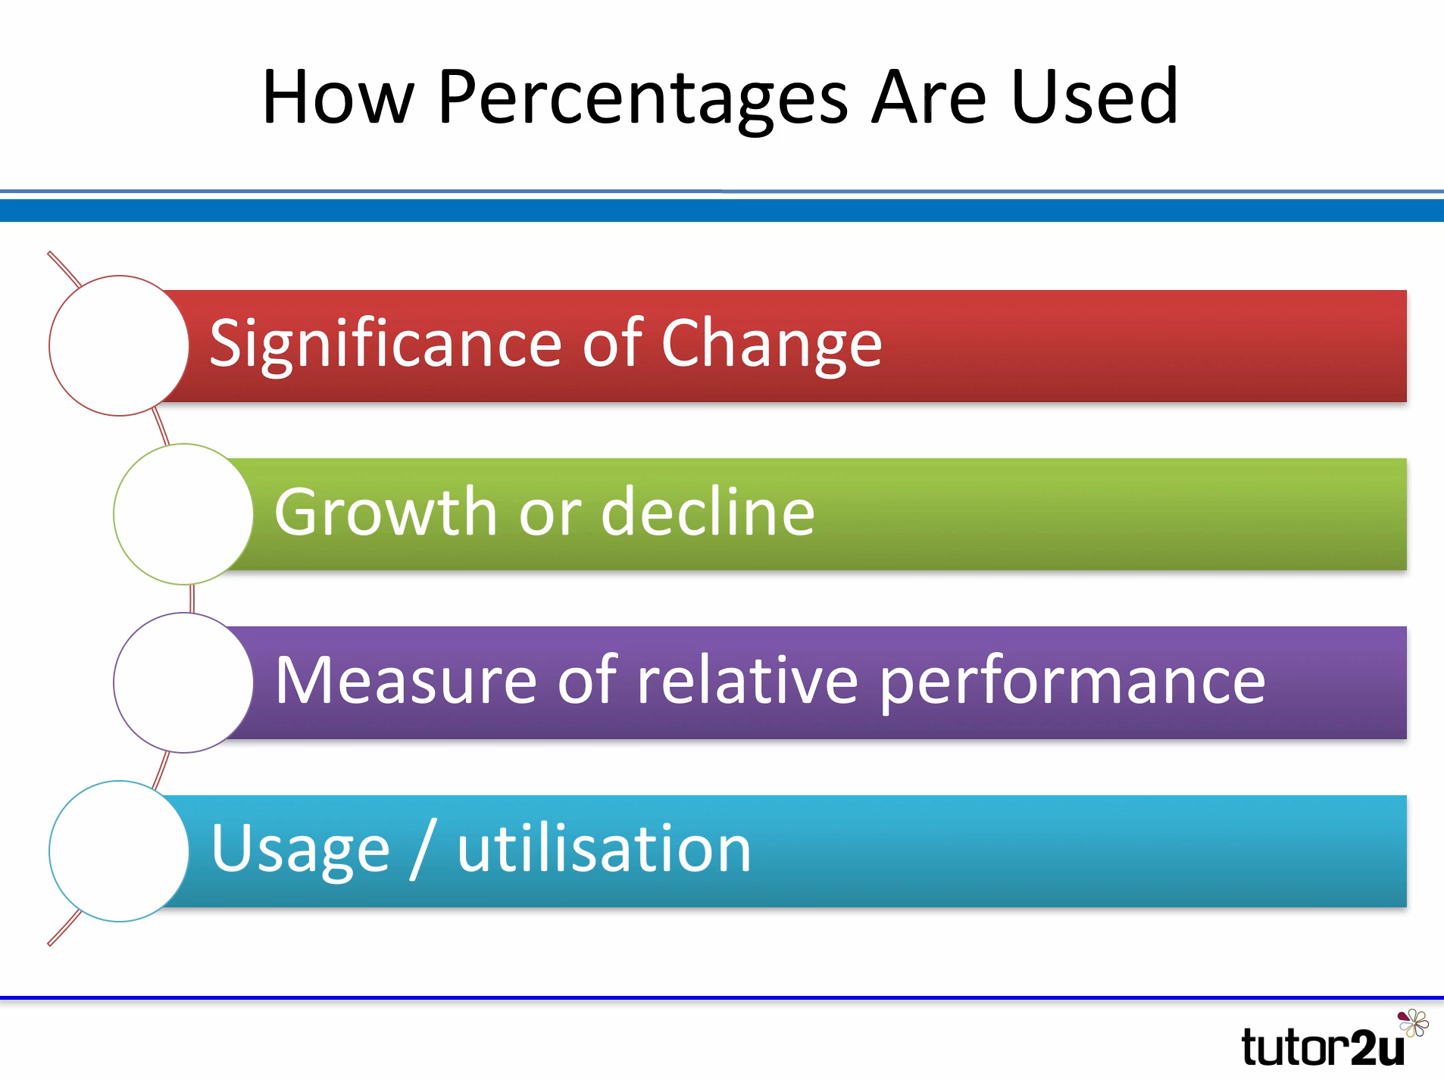 How Percentages Are Used
Significance of Change
Growth or decline
Measure of relative performance
Usage / utilisation
tutor2u